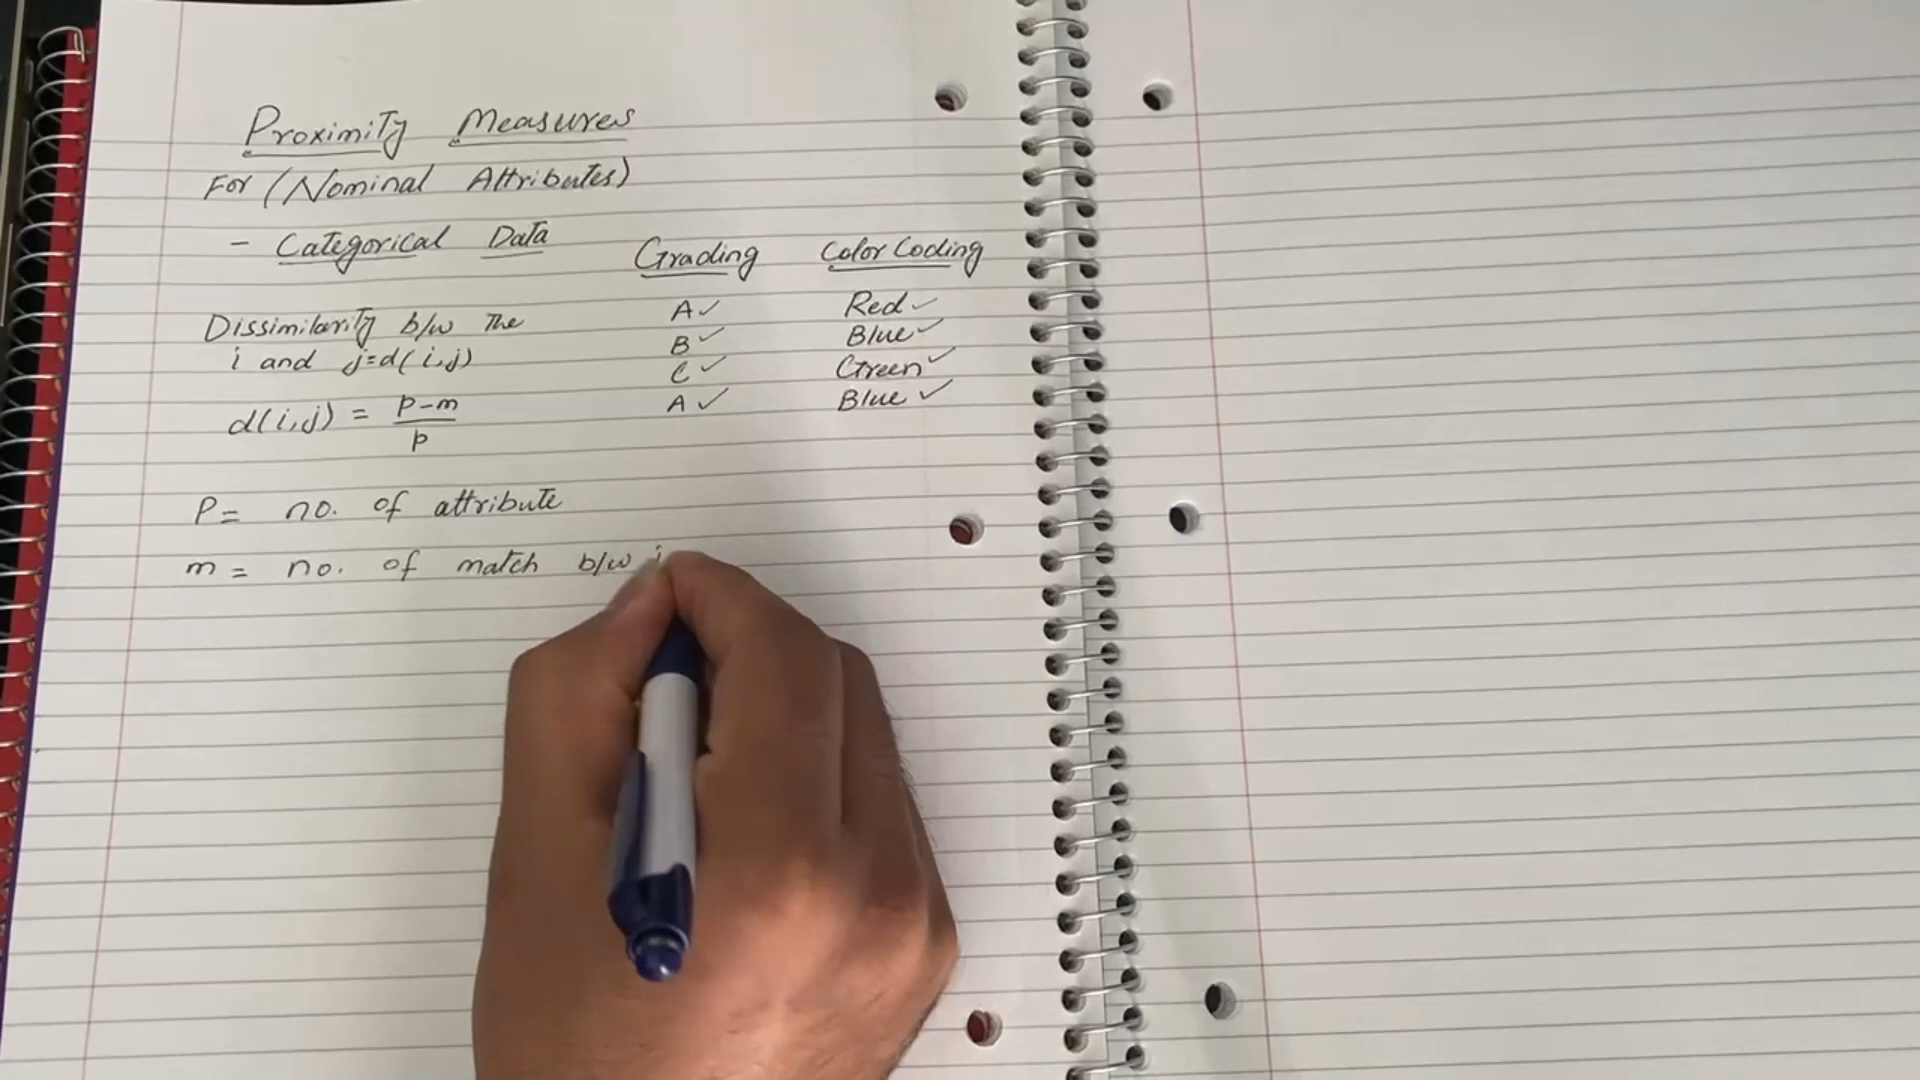 Proximity Measures
For (Nominal Attributes)
- Categorical Data
Grading Color Coding
A✓ Red✓
B✓ Blue✓
C✓ Green✓
A✓ Blue✓
Dissimilarity b/w The
i and j=d(i,j)
d(i,j) = p-m
p
P= no. of attribute
m = no. of match b/w i